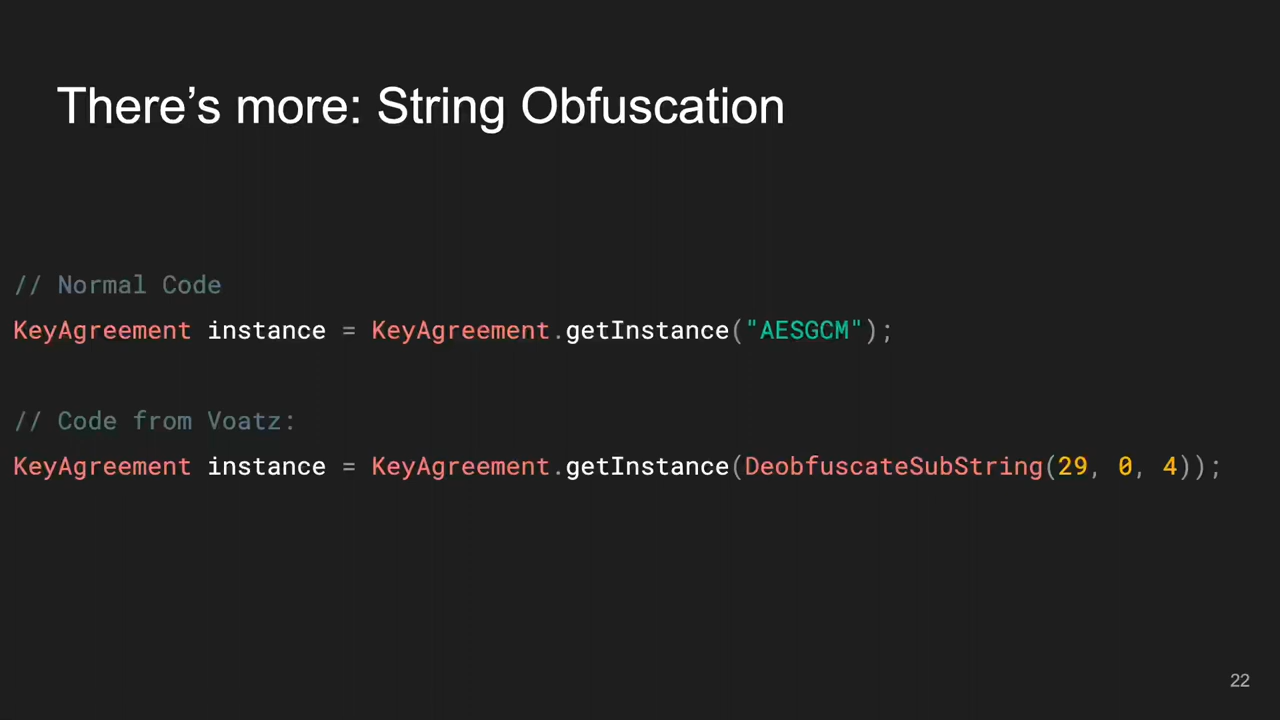 There’s more: String Obfuscation
// Normal Code
KeyAgreement instance = KeyAgreement.getInstance("AESGCM");
// Code from Voatz:
KeyAgreement instance = KeyAgreement.getInstance(DeobfuscateSubString(29, 0, 4));
22